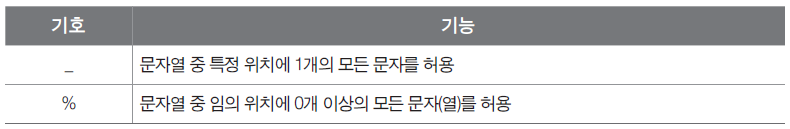 기호 기능
_ 문자열 중 특정 위치에 1개의 모든 문자를 허용
% 문자열 중 임의 위치에 0개 이상의 모든 문자(열)를 허용